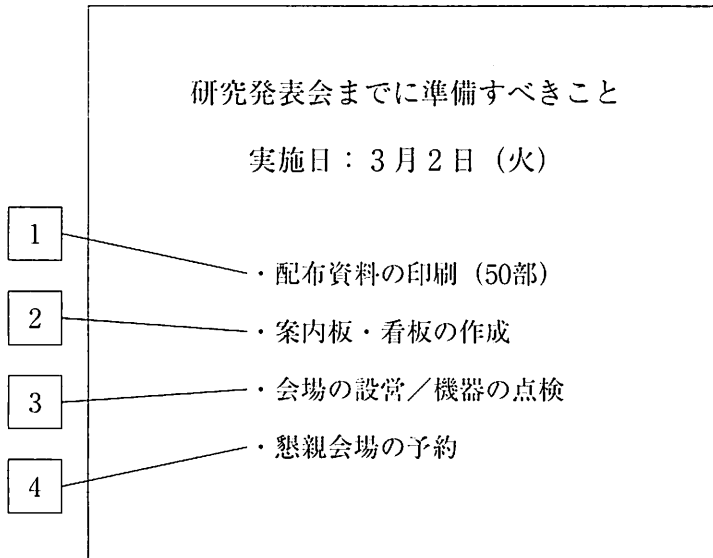 研究発表会までに準備すべきこと
実施日：3月2日（火）
1
・配布資料の印刷（50部）
2
・案内板・看板の作成
3
・会場の設営／機器の点検
4
・懇親会場の予約